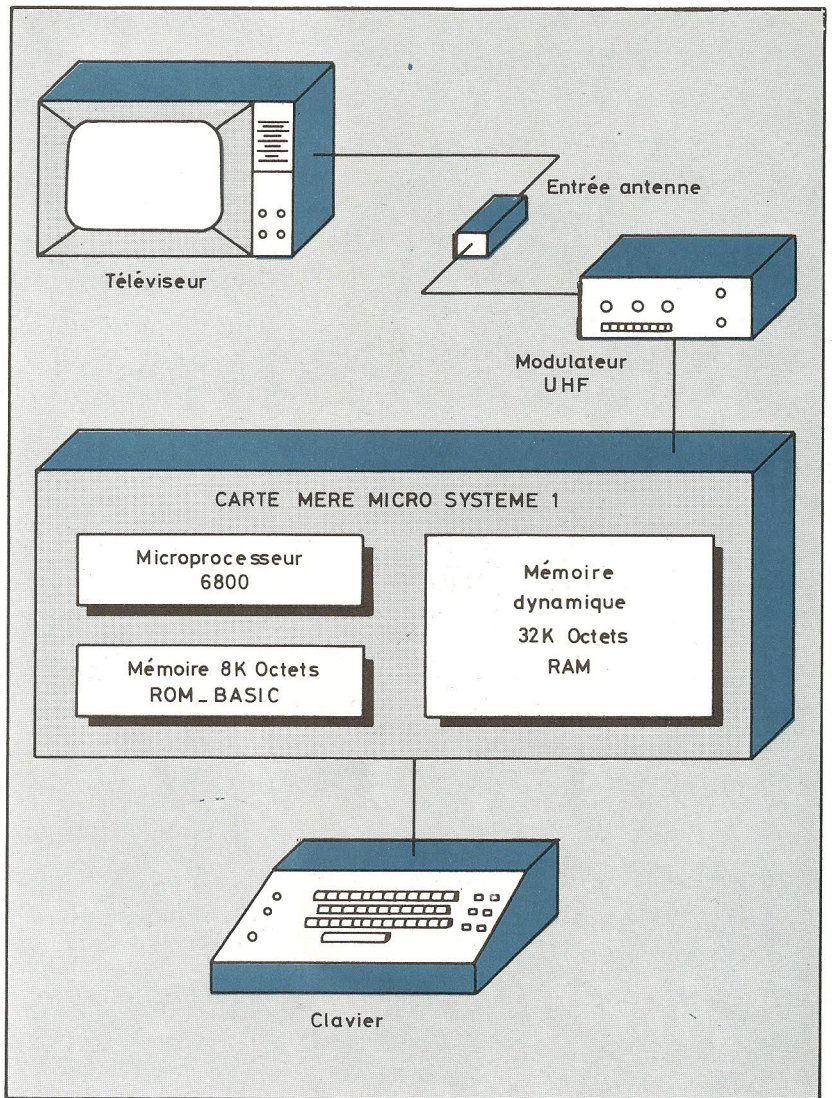 Entrée antenne
Téléviseur
Modulateur
UHF
CARTE MERE MICRO SYSTEME 1
Microprocesseur
6800
Mémoire 8K Octets
ROM_BASIC
Mémoire
dynamique
32K Octets
RAM
Clavier